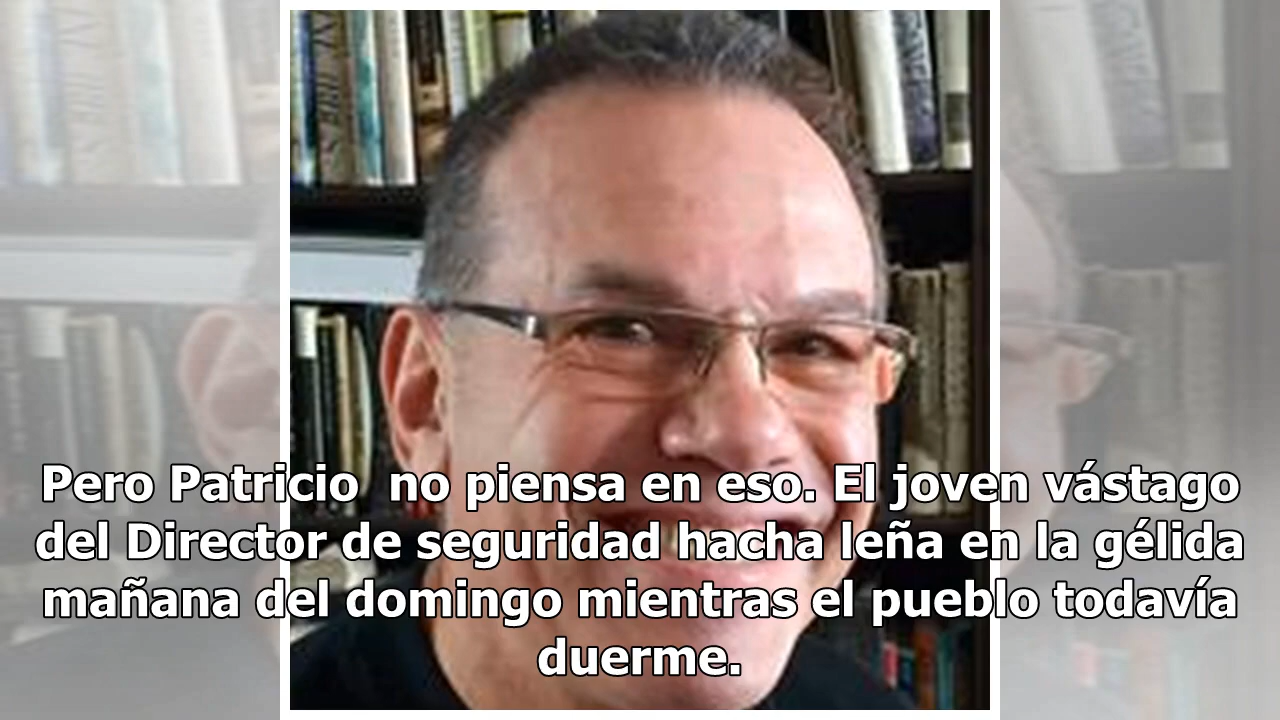 Pero Patricio  no piensa en eso. El joven vástago
del Director de seguridad hacha leña en la gélida
mañana del domingo mientras el pueblo todavía
duerme.